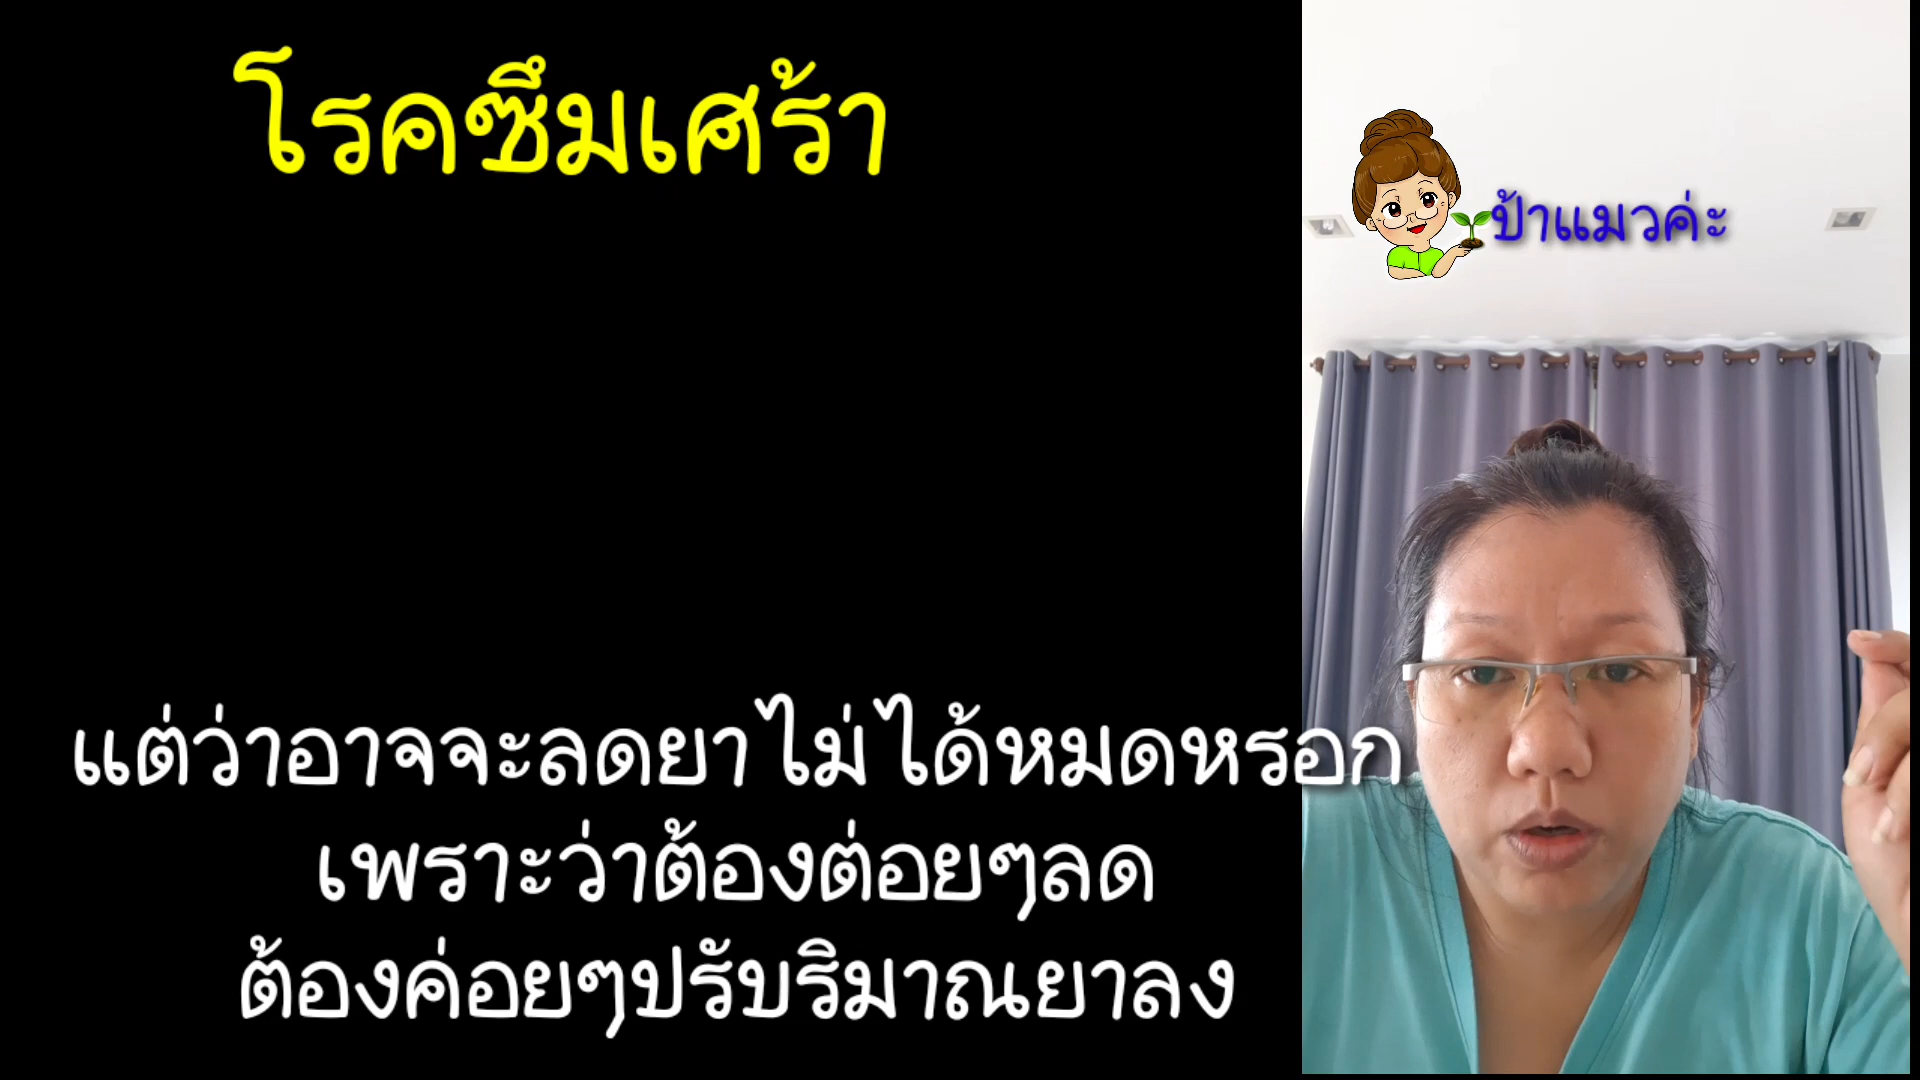 โรคซึมเศร้า
ป้าแมวค่ะ
แต่ว่าอาจจะลดยาไม่ได้หมดหรอก
เพราะว่าต้องต่อยๆลด
ต้องค่อยๆปรับริมาณยาลง